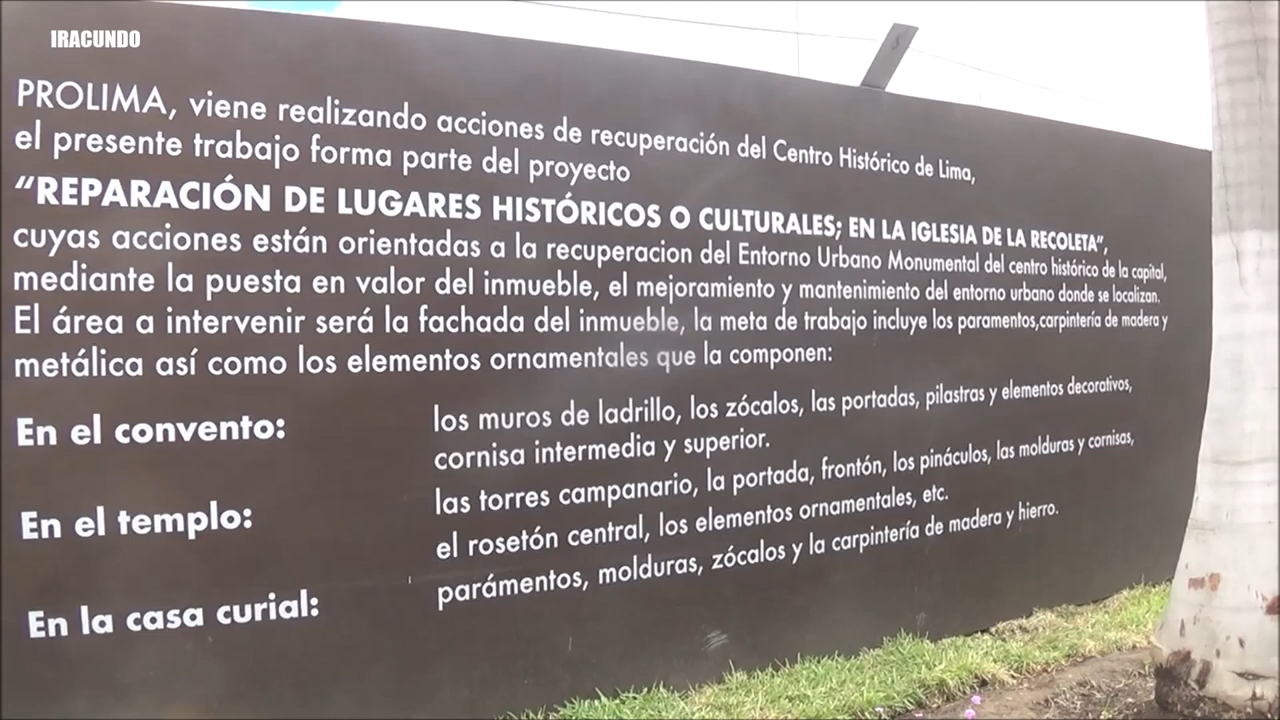 IRACUNDO
PROLIMA, viene realizando acciones de recuperación del Centro Histórico de Lima,
el presente trabajo forma parte del proyecto
“REPARACIÓN DE LUGARES HISTÓRICOS O CULTURALES; EN LA IGLESIA DE LA RECOLETA”,
cuyas acciones están orientadas a la recuperacion del Entorno Urbano Monumental del centro histórico de la capital,
mediante la puesta en valor del inmueble, el mejoramiento y mantenimiento del entorno urbano donde se localizan.
El área a intervenir será la fachada del inmueble, la meta de trabajo incluye los paramentos,carpintería de madera y
metálica así como los elementos ornamentales que la componen:
En el convento: los muros de ladrillo, los zócalos, las portadas, pilastras y elementos decorativos,
cornisa intermedia y superior.
En el templo: las torres campanario, la portada, frontón, los pináculos, las molduras y cornisas,
el rosetón central, los elementos ornamentales, etc.
En la casa curial: parámentos, molduras, zócalos y la carpintería de madera y hierro.